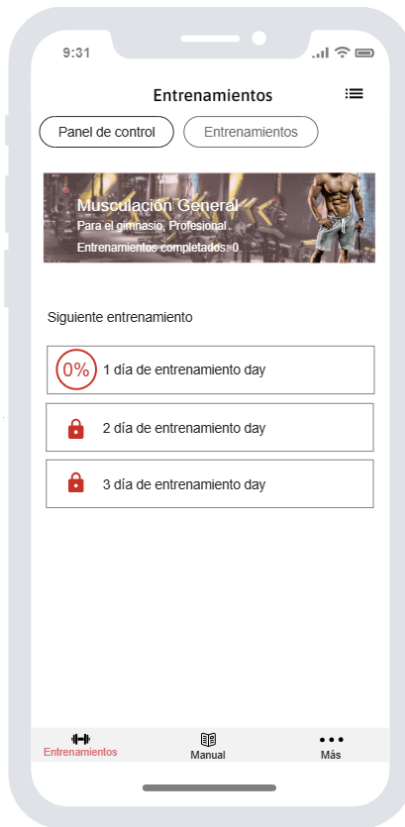 9:31
Entrenamientos
Panel de control
Entrenamientos
Musculación General
Para el gimnasio, Profesional.
Entrenamientos completados: 0
Siguiente entrenamiento
0% 1 día de entrenamiento day
2 día de entrenamiento day
3 día de entrenamiento day
Entrenamientos
Manual
Más